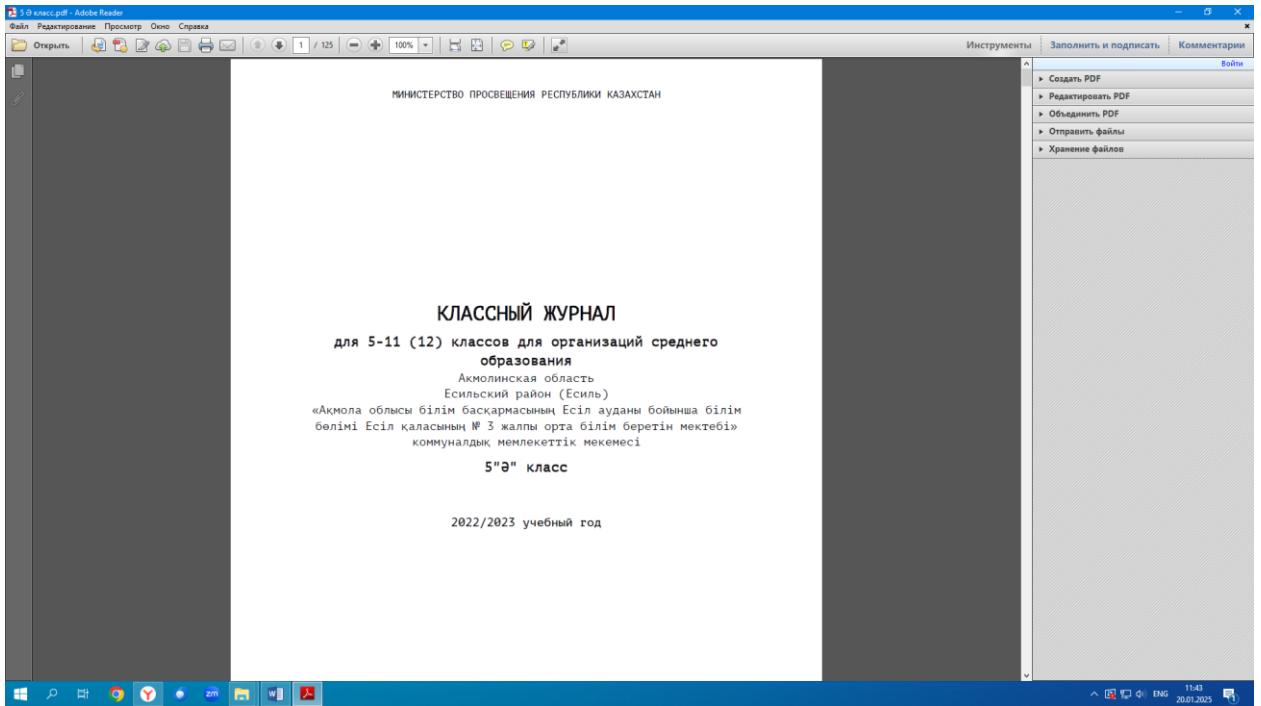 5 Ә класс.pdf - Adobe Reader
Файл Редактирование Просмотр Окно Справка
Открыть 1 / 125 100% Инструменты Заполнить и подписать Комментарии
Войти
Создать PDF
Редактировать PDF
Объединить PDF
Отправить файлы
Хранение файлов
МИНИСТЕРСТВО ПРОСВЕЩЕНИЯ РЕСПУБЛИКИ КАЗАХСТАН
КЛАССНЫЙ ЖУРНАЛ
для 5-11 (12) классов для организаций среднего
образования
Акмолинская область
Есильский район (Есиль)
«Ақмола облысы білім басқармасының Есіл ауданы бойынша білім
бөлімі Есіл қаласының № 3 жалпы орта білім беретін мектебі»
коммуналдық мемлекеттік мекемесі
5"Ә" класс
2022/2023 учебный год
zm
ENG
11:43
20.01.2025